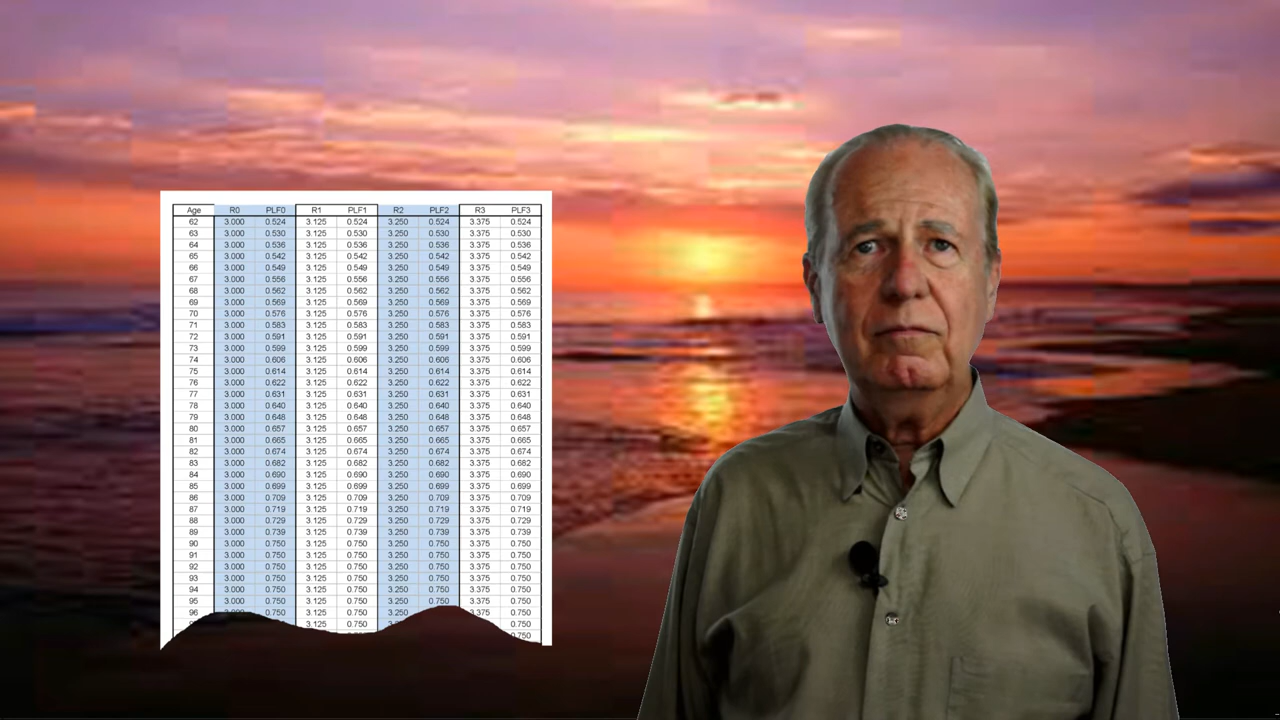 Age R0 PLF0 R1 PLF1 R2 PLF2 R3 PLF3
62 3.000 0.524 3.125 0.524 3.250 0.524 3.375 0.524
63 3.000 0.530 3.125 0.530 3.250 0.530 3.375 0.530
64 3.000 0.536 3.125 0.536 3.250 0.536 3.375 0.536
65 3.000 0.542 3.125 0.542 3.250 0.542 3.375 0.542
66 3.000 0.549 3.125 0.549 3.250 0.549 3.375 0.549
67 3.000 0.556 3.125 0.556 3.250 0.556 3.375 0.556
68 3.000 0.562 3.125 0.562 3.250 0.562 3.375 0.562
69 3.000 0.569 3.125 0.569 3.250 0.569 3.375 0.569
70 3.000 0.576 3.125 0.576 3.250 0.576 3.375 0.576
71 3.000 0.583 3.125 0.583 3.250 0.583 3.375 0.583
72 3.000 0.591 3.125 0.591 3.250 0.591 3.375 0.591
73 3.000 0.599 3.125 0.599 3.250 0.599 3.375 0.599
74 3.000 0.606 3.125 0.606 3.250 0.606 3.375 0.606
75 3.000 0.614 3.125 0.614 3.250 0.614 3.375 0.614
76 3.000 0.622 3.125 0.622 3.250 0.622 3.375 0.622
77 3.000 0.631 3.125 0.631 3.250 0.631 3.375 0.631
78 3.000 0.640 3.125 0.640 3.250 0.640 3.375 0.640
79 3.000 0.648 3.125 0.648 3.250 0.648 3.375 0.648
80 3.000 0.657 3.125 0.657 3.250 0.657 3.375 0.657
81 3.000 0.665 3.125 0.665 3.250 0.665 3.375 0.665
82 3.000 0.674 3.125 0.674 3.250 0.674 3.375 0.674
83 3.000 0.682 3.125 0.682 3.250 0.682 3.375 0.682
84 3.000 0.690 3.125 0.690 3.250 0.690 3.375 0.690
85 3.000 0.699 3.125 0.699 3.250 0.699 3.375 0.699
86 3.000 0.709 3.125 0.709 3.250 0.709 3.375 0.709
87 3.000 0.719 3.125 0.719 3.250 0.719 3.375 0.719
88 3.000 0.729 3.125 0.729 3.250 0.729 3.375 0.729
89 3.000 0.739 3.125 0.739 3.250 0.739 3.375 0.739
90 3.000 0.750 3.125 0.750 3.250 0.750 3.375 0.750
91 3.000 0.750 3.125 0.750 3.250 0.750 3.375 0.750
92 3.000 0.750 3.125 0.750 3.250 0.750 3.375 0.750
93 3.000 0.750 3.125 0.750 3.250 0.750 3.375 0.750
94 3.000 0.750 3.125 0.750 3.250 0.750 3.375 0.750
95 3.000 0.750 3.125 0.750 3.250 0.750 3.375 0.750
96 0.750 3.125 0.750 3.250 0.750
3.125 0.750 0.750
0.750